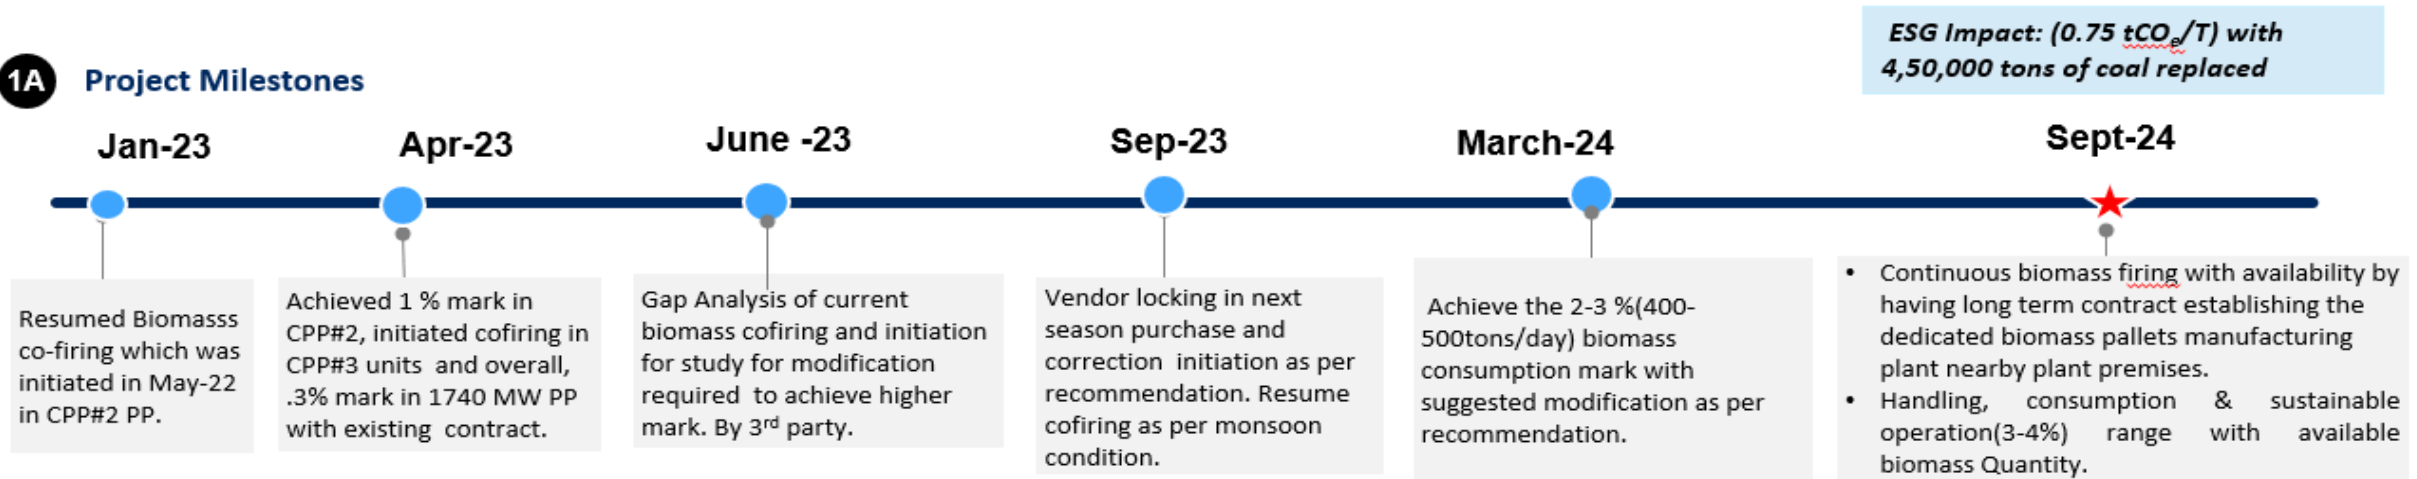 ESG Impact: (0.75 tCOe/T) with
4,50,000 tons of coal replaced
1A Project Milestones
Jan-23
Apr-23
June -23
Sep-23
March-24
Sept-24
Resumed Biomasss
co-firing which was
initiated in May-22
in CPP#2 PP.
Achieved 1 % mark in
CPP#2, initiated cofiring in
CPP#3 units and overall,
.3% mark in 1740 MW PP
with existing contract.
Gap Analysis of current
biomass cofiring and initiation
for study for modification
required to achieve higher
mark. By 3rd party.
Vendor locking in next
season purchase and
correction initiation as per
recommendation. Resume
cofiring as per monsoon
condition.
Achieve the 2-3 %(400-
500tons/day) biomass
consumption mark with
suggested modification as per
recommendation.
• Continuous biomass firing with availability by
having long term contract establishing the
dedicated biomass pallets manufacturing
plant nearby plant premises.
• Handling, consumption & sustainable
operation(3-4%) range with available
biomass Quantity.